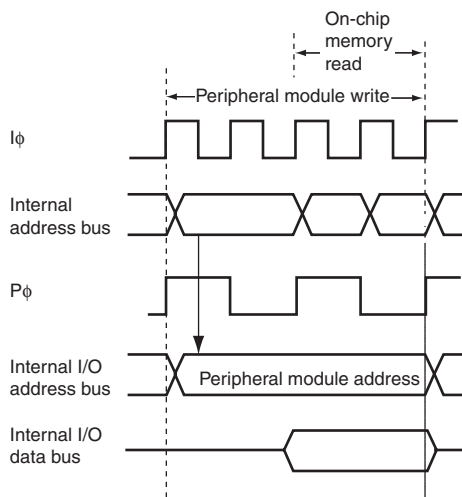 On-chip
memory
read
Peripheral module write
Iϕ
Internal
address bus
Pϕ
Internal I/O
address bus
Peripheral module address
Internal I/O
data bus